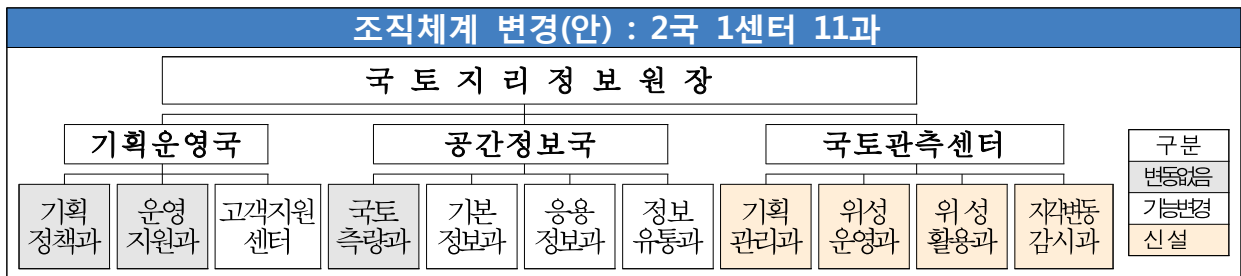 조직체계 변경(안) : 2국 1센터 11과
국 토 지 리 정 보 원 장
기획운영국
공간정보국
국토관측센터
기획
정책과
운영
지원과
고객지원
센터
국토
측량과
기본
정보과
응용
정보과
정보
유통과
기획
관리과
위성
운영과
위성
활용과
지각변동
감시과
구분
변동없음
기능변경
신설